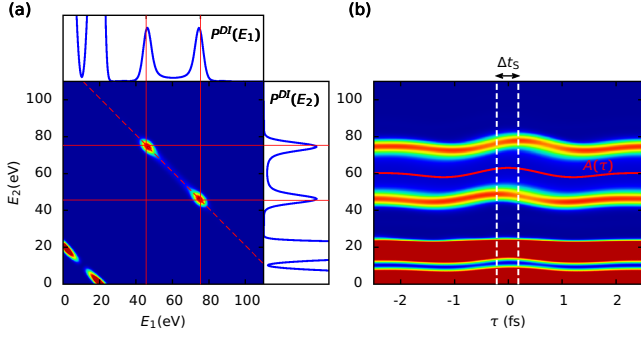 (a)
P^DI(E₁)
P^DI(E₂)
100
80
60
40
20
0
E₂(eV)
0 20 40 60 80 100
E₁(eV)
(b)
Δt_S
A(τ)
100
80
60
40
20
0
-2 -1 0 1 2
τ (fs)